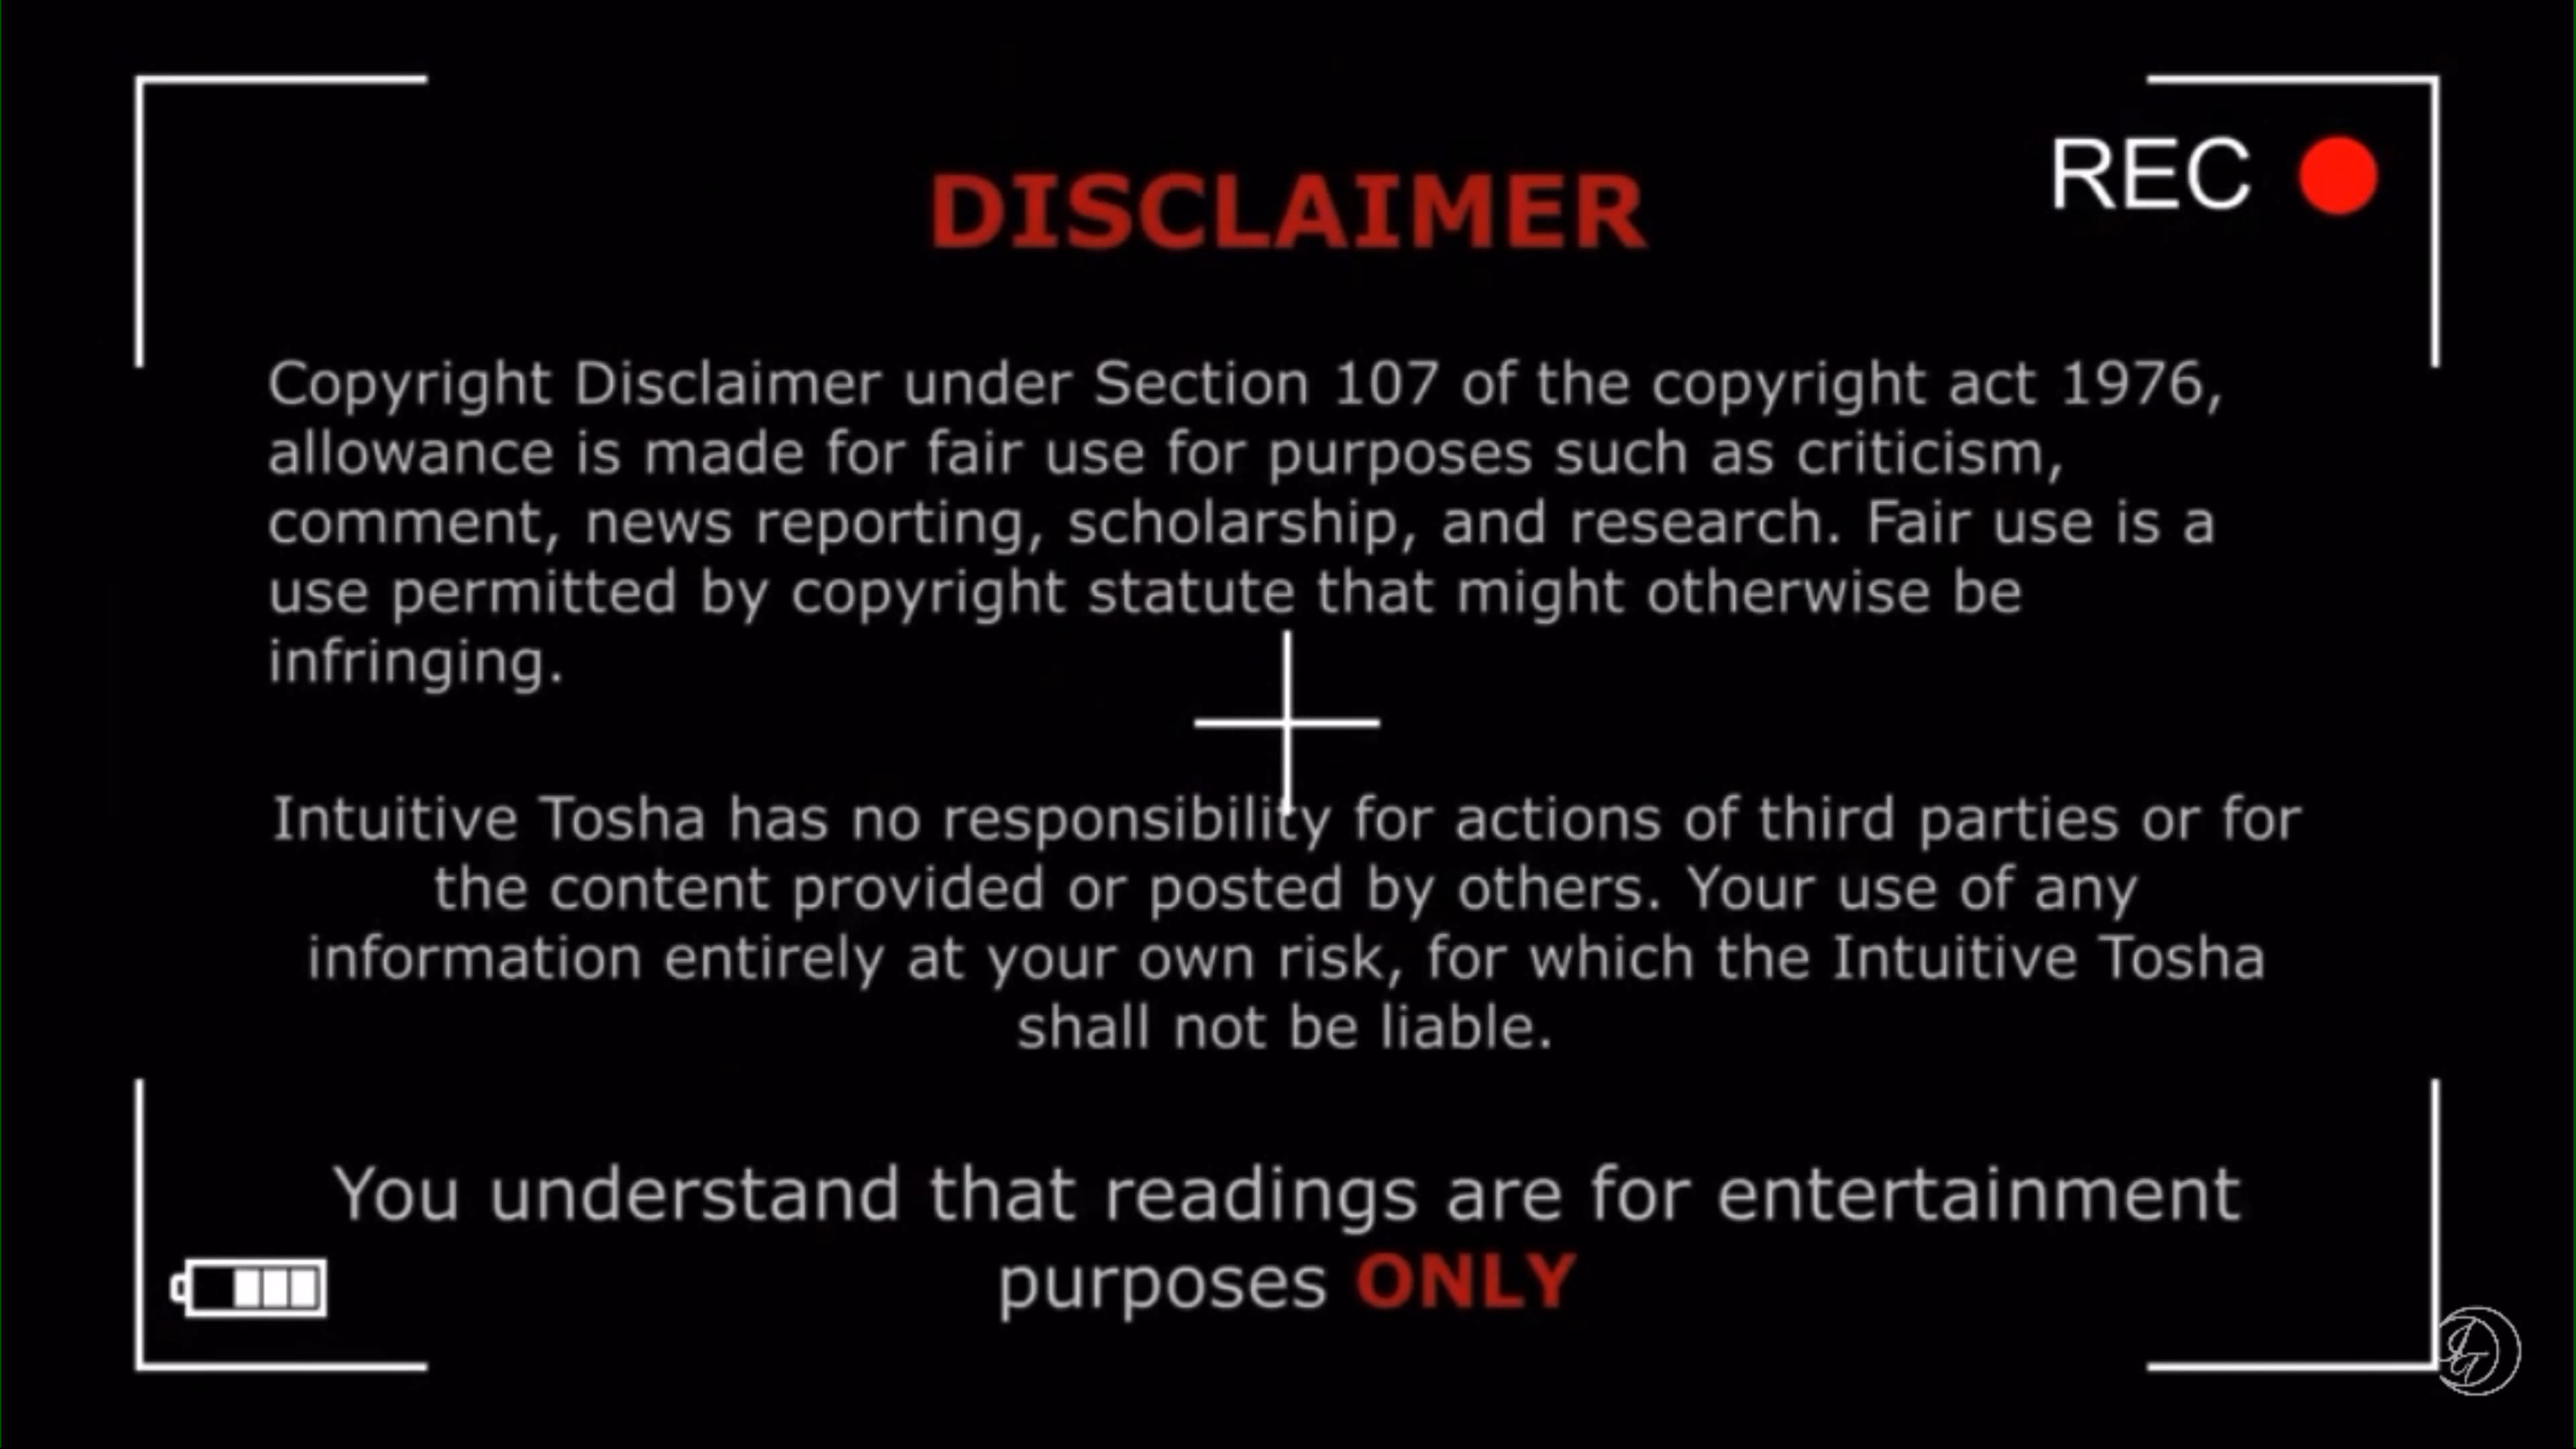 REC
DISCLAIMER
Copyright Disclaimer under Section 107 of the copyright act 1976,
allowance is made for fair use for purposes such as criticism,
comment, news reporting, scholarship, and research. Fair use is a
use permitted by copyright statute that might otherwise be
infringing.
Intuitive Tosha has no responsibility for actions of third parties or for
the content provided or posted by others. Your use of any
information entirely at your own risk, for which the Intuitive Tosha
shall not be liable.
You understand that readings are for entertainment
purposes ONLY